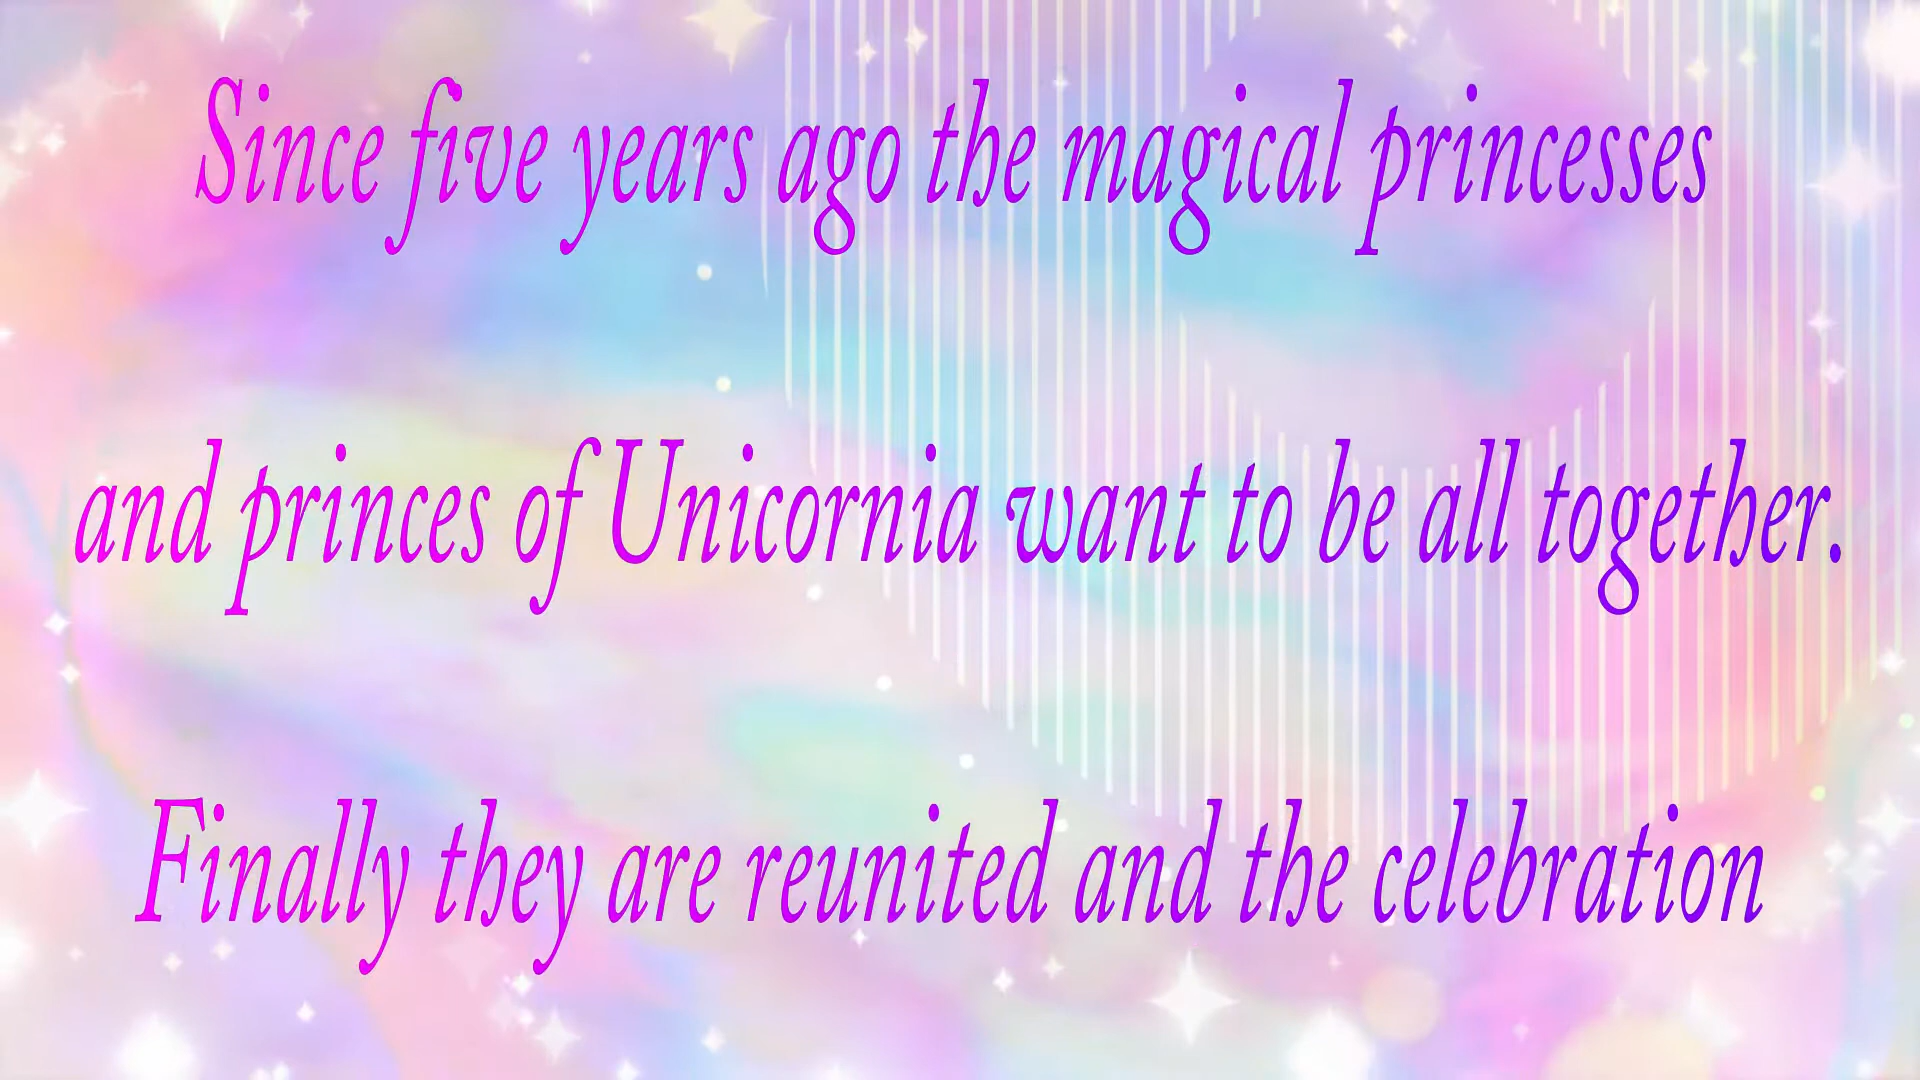 Since five years ago the magical princesses
and princes of Unicornia want to be all together.
Finally they are reunited and the celebration